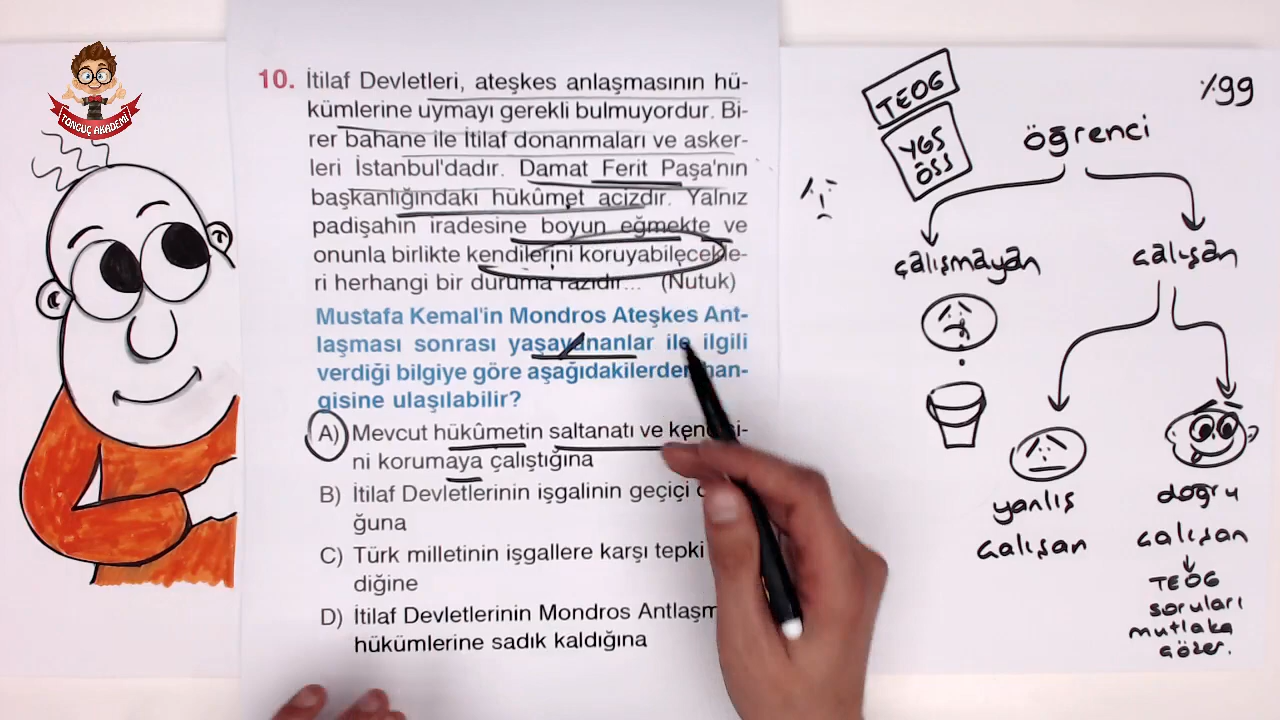 TONGUÇ AKADEMİ
10. İtilaf Devletleri, ateşkes anlaşmasının hü-
kümlerine uymayı gerekli bulmuyordur. Bi-
rer bahane ile İtilaf donanmaları ve asker-
leri İstanbul'dadır. Damat Ferit Paşa'nın
başkanlığındaki hükûmet acizdır. Yalnız
padişahın iradesine boyun eğmekte ve
onunla birlikte kendilerini koruyabilecekle-
ri herhangi bir duruma razıdır... (Nutuk)
Mustafa Kemal'in Mondros Ateşkes Ant-
laşması sonrası yaşayananlar ile ilgili
verdiği bilgiye göre aşağıdakilerden han-
gisine ulaşılabilir?
A) Mevcut hükûmetin saltanatı ve kendisi-
ni korumaya çalıştığına
B) İtilaf Devletlerinin işgalinin geçiçi
ğuna
C) Türk milletinin işgallere karşı tepki
diğine
D) İtilaf Devletlerinin Mondros Antlaşm
hükümlerine sadık kaldığına
TEOG
YGS
ÖSS
%99
öğrenci
çalışmayan
çalışan
yanlış
çalışan
doğru
çalışan
TEOG
soruları
mutlaka
çözer.